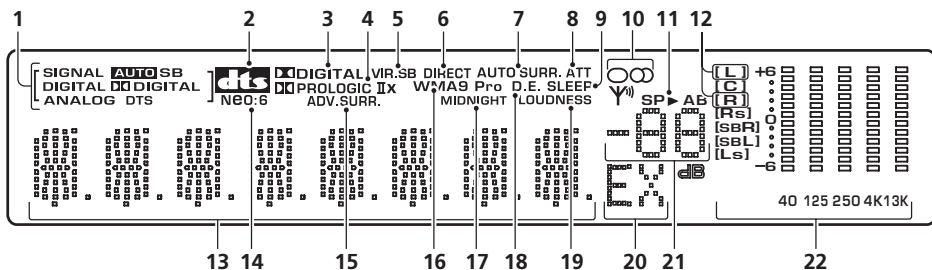 1 2 3 4 5 6 7 8 9 10 11 12
SIGNAL AUTO SB dts DIGITAL VIR.SB DIRECT AUTO SURR. ATT [L] +6
DIGITAL DIGITAL PROLOGIC IIx WMA9 Pro D.E. SLEEP [C]
ANALOG DTS Neo:6 ADV.SURR. MIDNIGHT LOUDNESS SP ► AB [R] 0
[Rs]
[SBR]
[SBL]
[Ls] -6
dB
EX
40 125 250 4K 13K
13 14 15 16 17 18 19 20 21 22